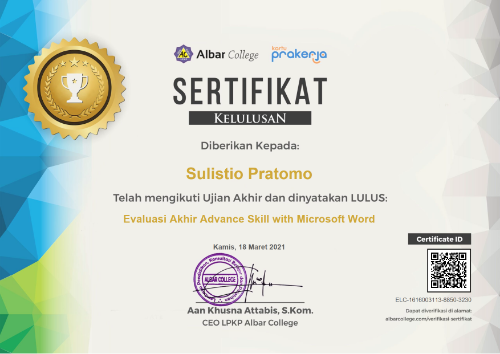 Albar College
kartu prakerja
SERTIFIKAT
KELULUSAN
Diberikan Kepada:
Sulistio Pratomo
Telah mengikuti Ujian Akhir dan dinyatakan LULUS:
Evaluasi Akhir Advance Skill with Microsoft Word
Kamis, 18 Maret 2021
ALBAR COLLEGE
Aan Khusna Attabis, S.Kom.
CEO LPKP Albar College
Certificate ID
ELC-1616003113-8650-3230
Dapat diverifikasi di alamat:
albarcollege.com/verifikasi-sertifikat